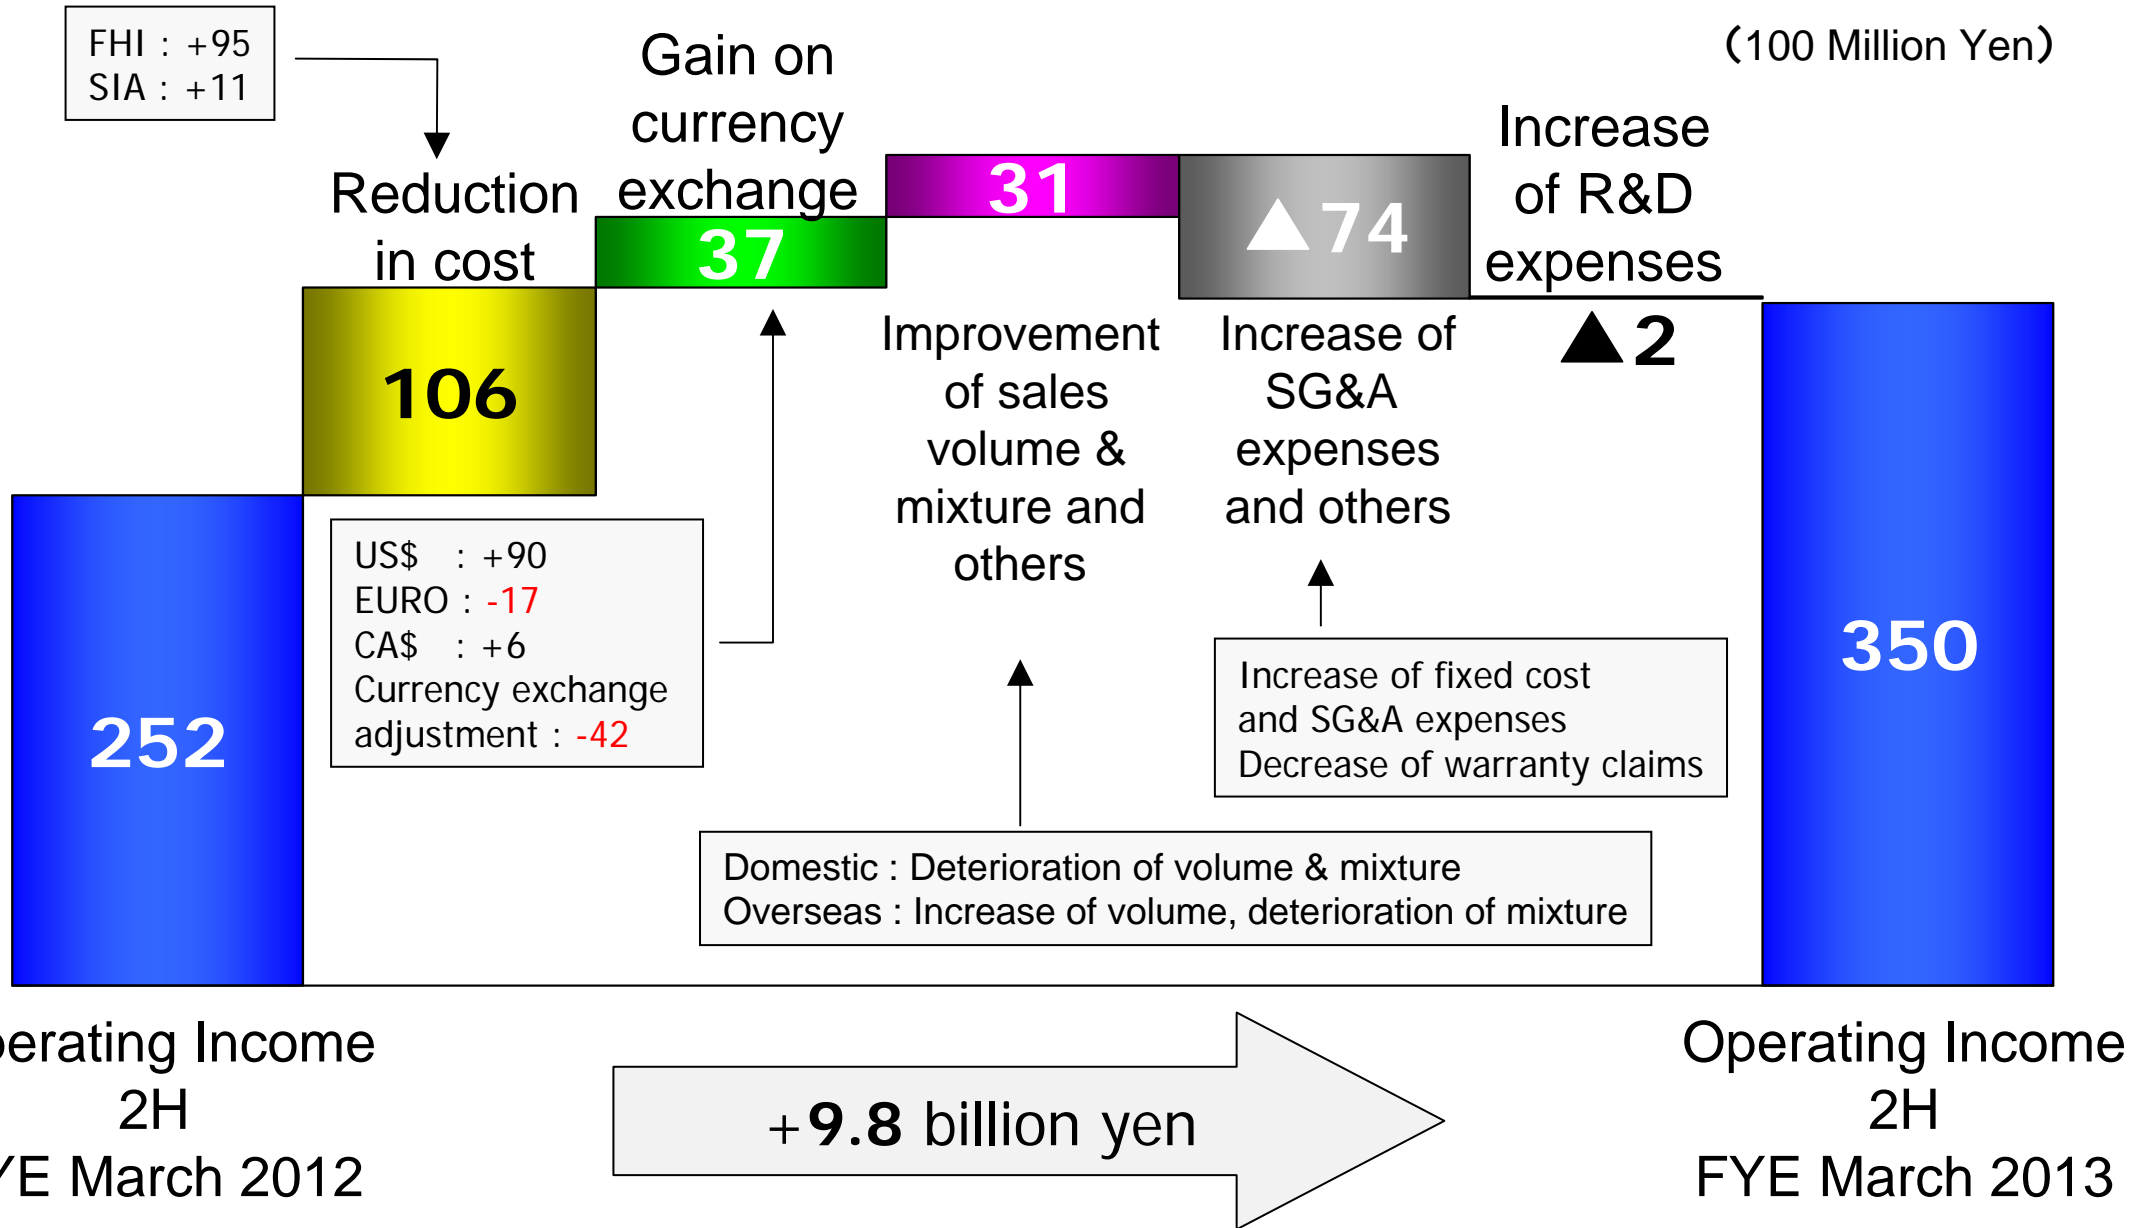 FHI : +95
SIA : +11
(100 Million Yen)
Gain on
currency
exchange
Reduction
in cost
Increase
of R&D
expenses
31
▲74
37
▲2
106
Improvement
of sales
volume &
mixture and
others
Increase of
SG&A
expenses
and others
US$ : +90
EURO : -17
CA$ : +6
Currency exchange
adjustment : -42
252
350
Increase of fixed cost
and SG&A expenses
Decrease of warranty claims
Domestic : Deterioration of volume & mixture
Overseas : Increase of volume, deterioration of mixture
perating Income
2H
YE March 2012
+9.8 billion yen
Operating Income
2H
FYE March 2013